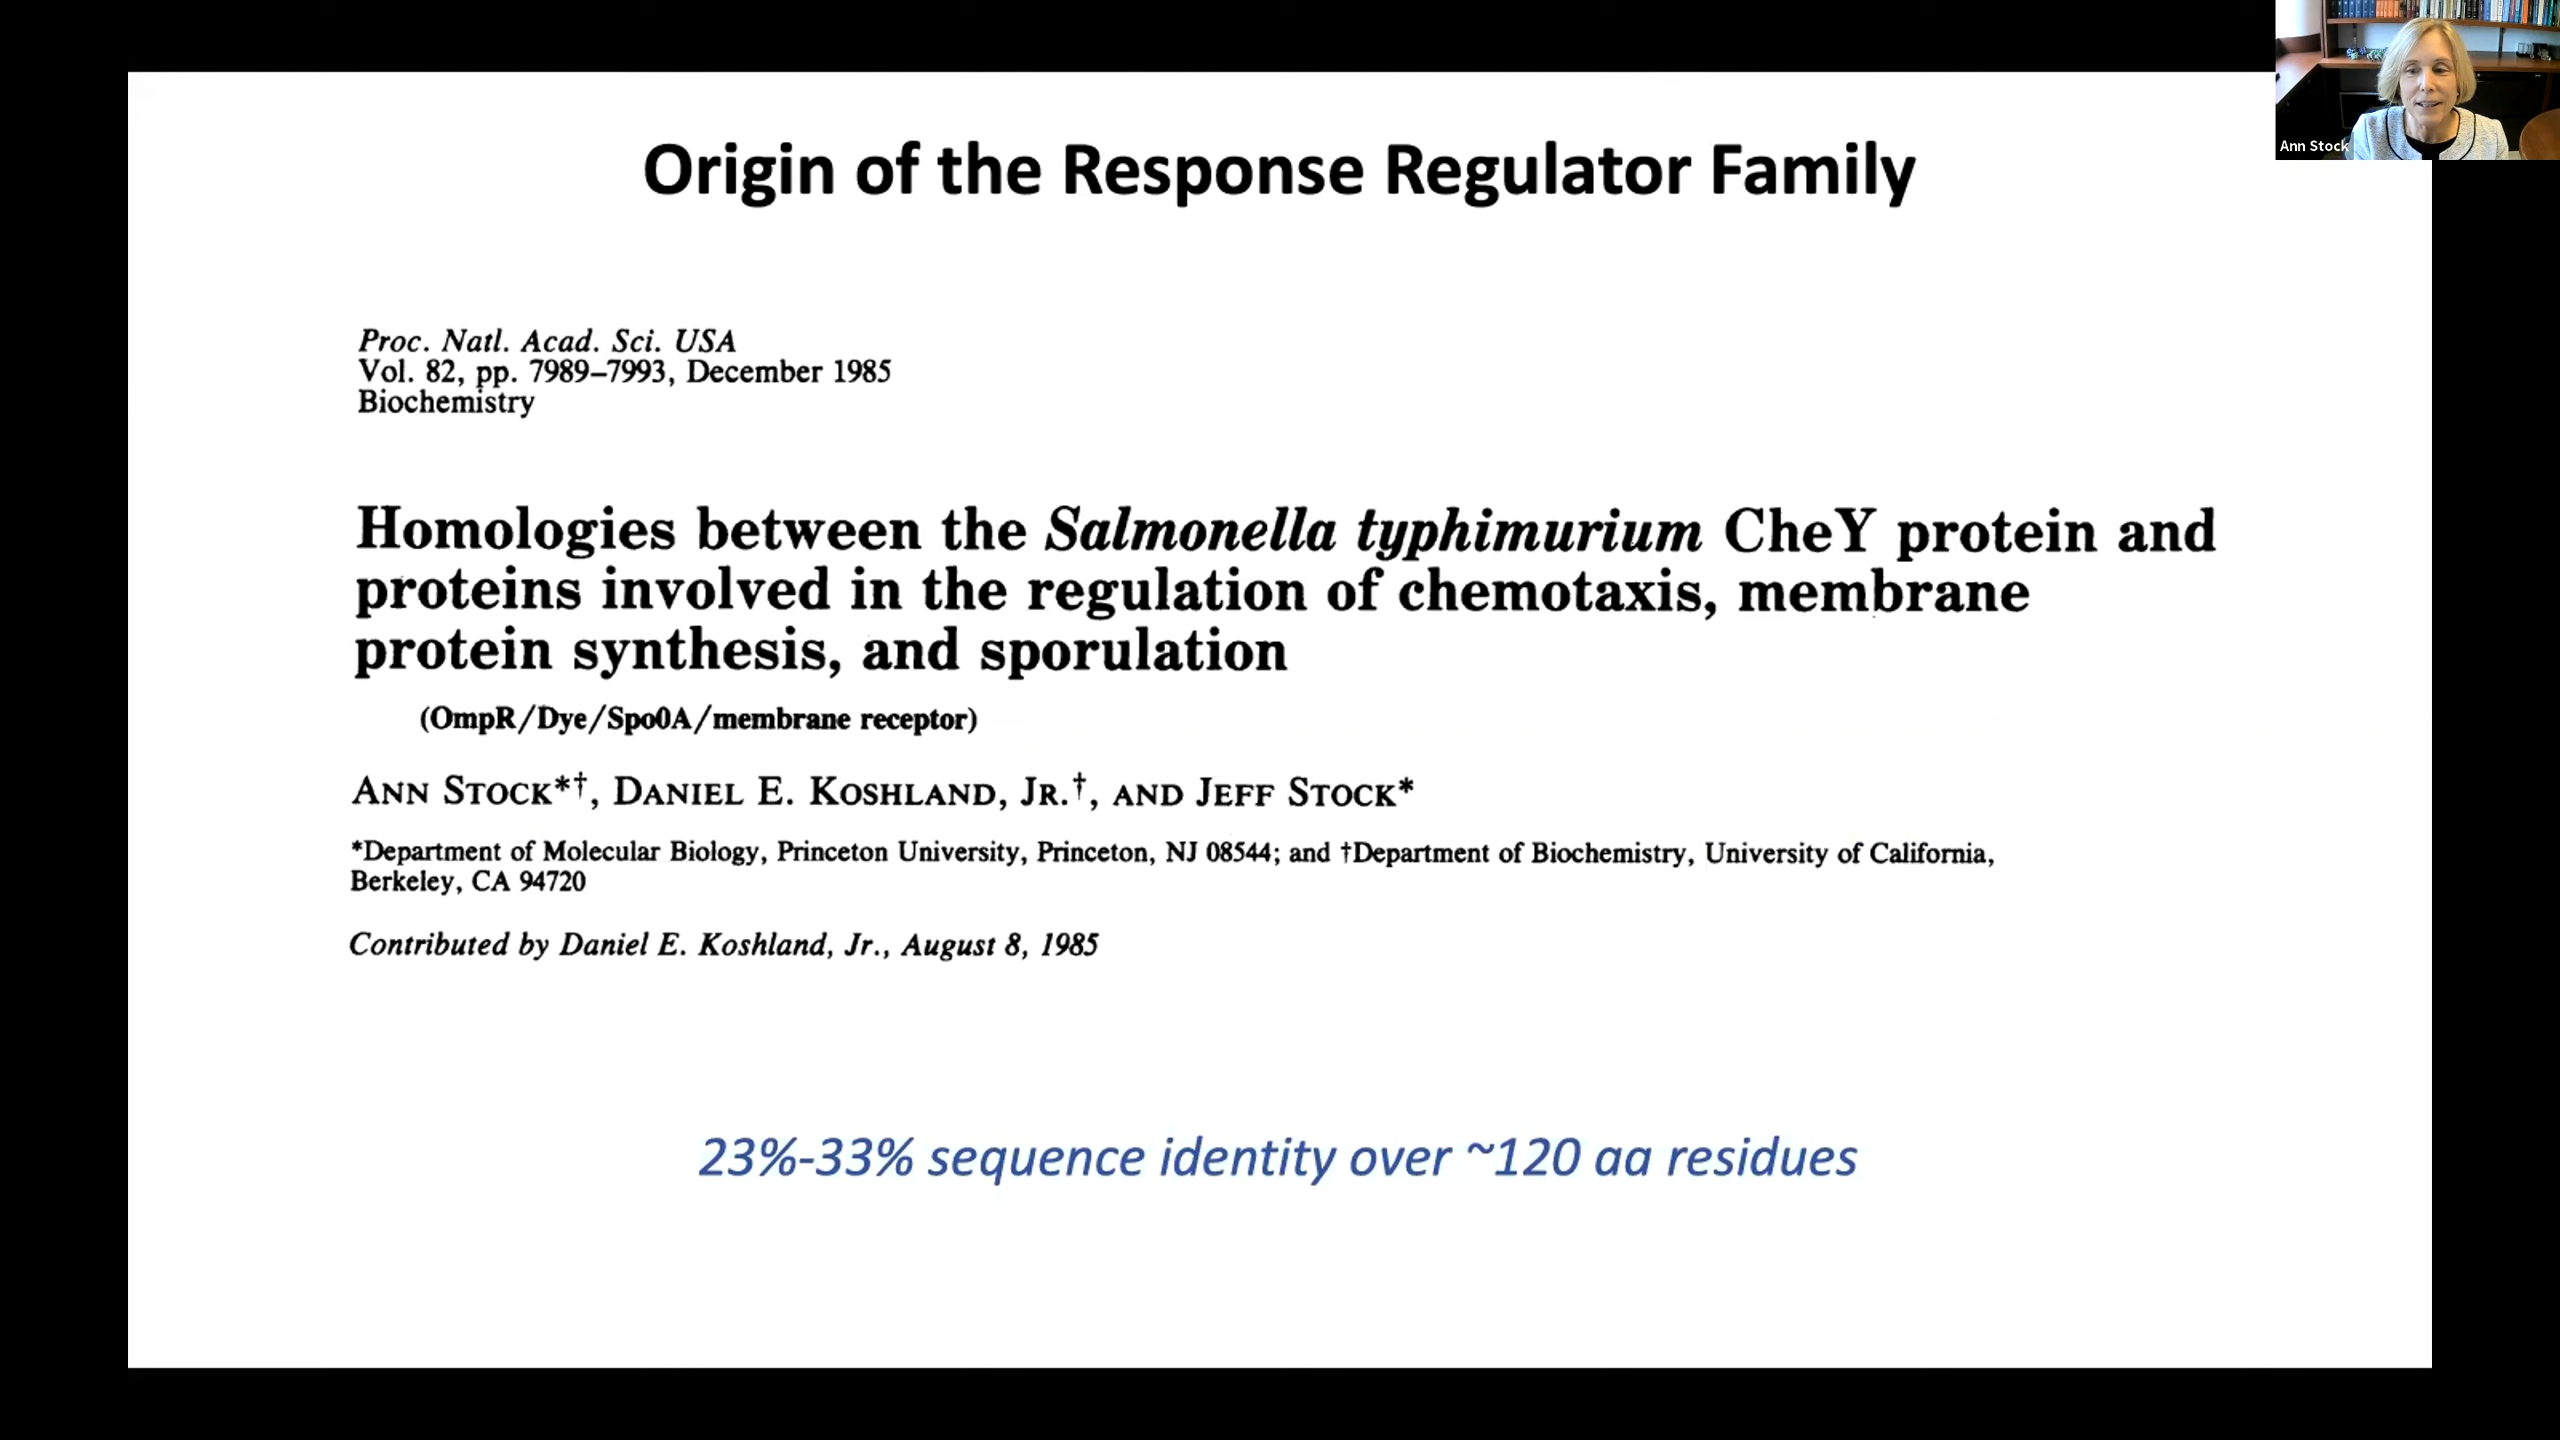 Origin of the Response Regulator Family
Ann Stock
Proc. Natl. Acad. Sci. USA
Vol. 82, pp. 7989–7993, December 1985
Biochemistry
Homologies between the Salmonella typhimurium CheY protein and
proteins involved in the regulation of chemotaxis, membrane
protein synthesis, and sporulation
(OmpR/Dye/Spo0A/membrane receptor)
ANN STOCK*†, DANIEL E. KOSHLAND, JR.†, AND JEFF STOCK*
*Department of Molecular Biology, Princeton University, Princeton, NJ 08544; and †Department of Biochemistry, University of California,
Berkeley, CA 94720
Contributed by Daniel E. Koshland, Jr., August 8, 1985
23%-33% sequence identity over ~120 aa residues